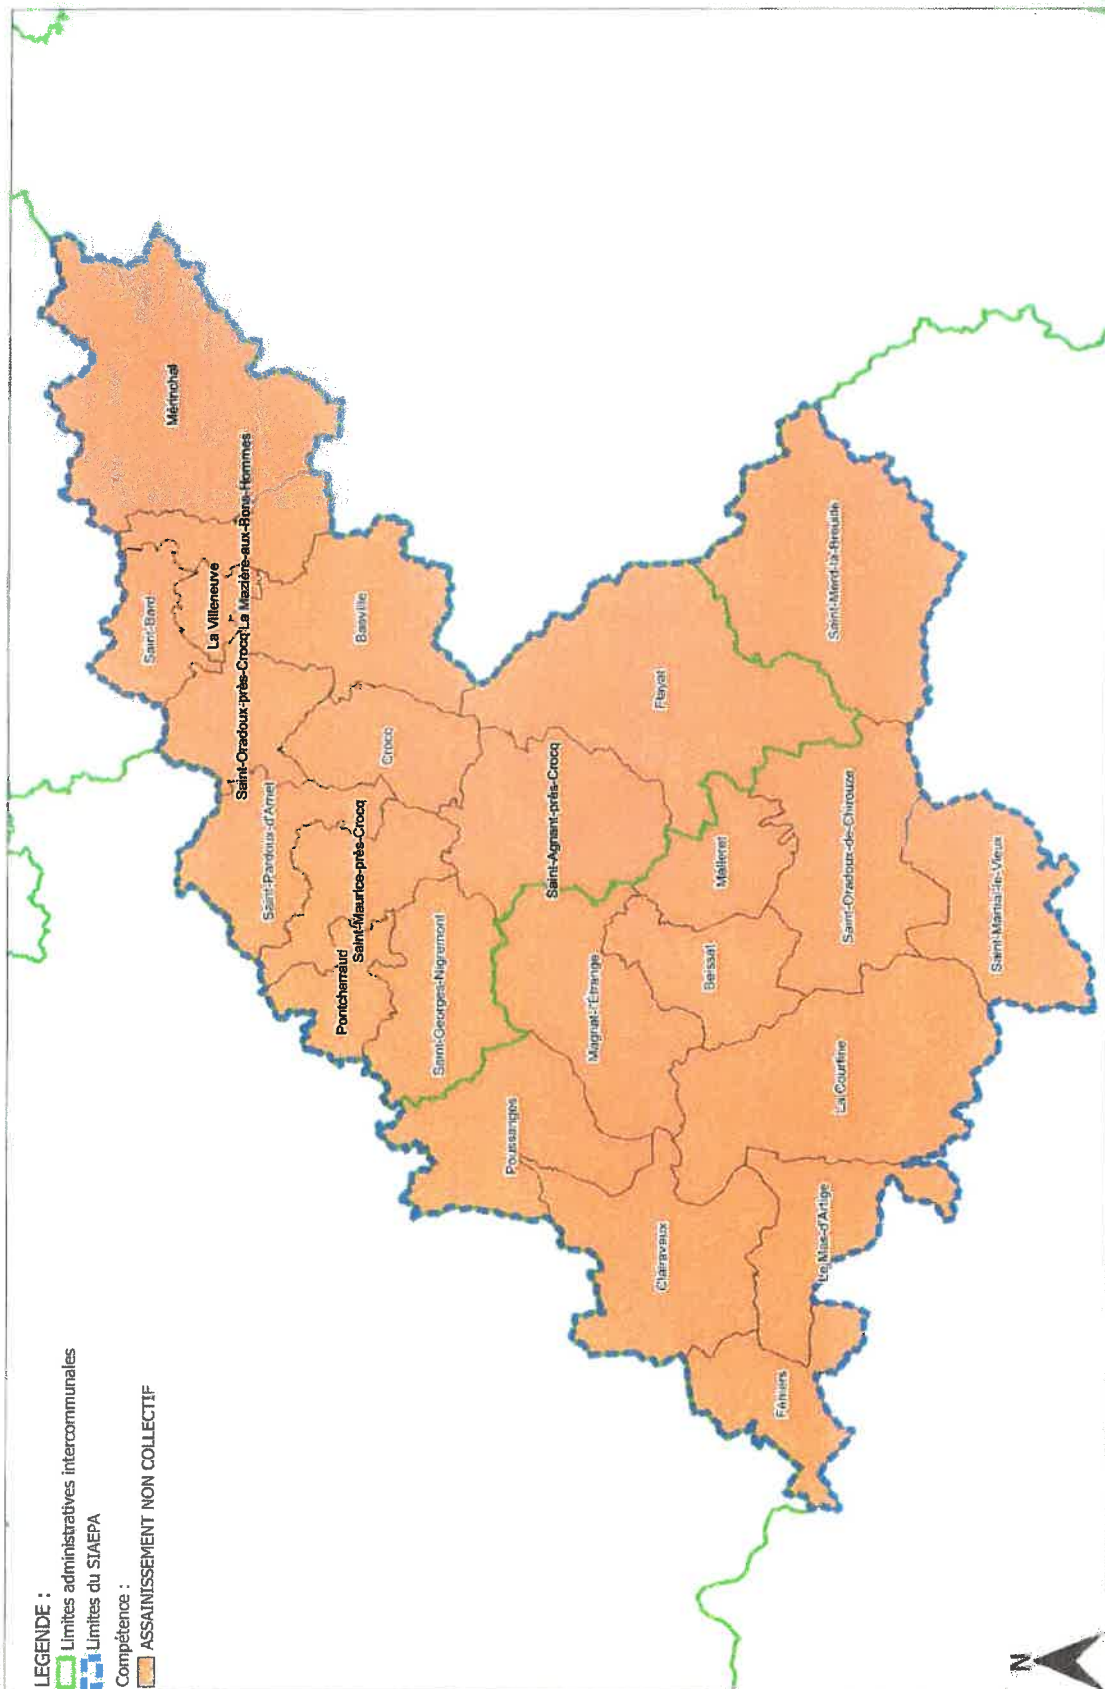 LEGENDE :
Limites administratives intercommunales
Limites du SIAEPA
Compétence :
ASSAINISSEMENT NON COLLECTIF
N
Mérinchal
Saint-Bard
La Villeneuve
La Mazière-aux-Bons-Hommes
Saint-Oradoux-près-Crocq
Basville
Crocq
Saint-Pardoux-d'Arnet
Saint-Maurice-près-Crocq
Pontcharraud
Saint-Georges-Nigremont
Saint-Agnant-près-Crocq
Flayat
Saint-Merd-la-Breuille
Poussanges
Magnat-l'Étrange
Malleret
Beissat
Saint-Oradoux-de-Chirouze
Saint-Martial-le-Vieux
La Courtine
Clairavaux
Le Mas-d'Artige
Féniers